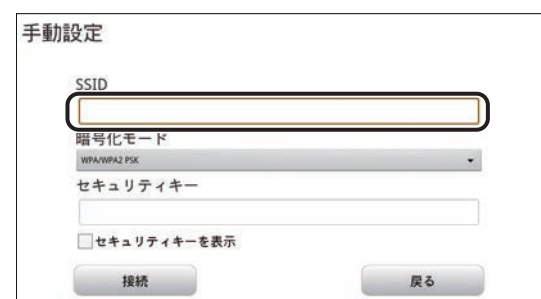 手動設定
SSID
暗号化モード
WPA/WPA2 PSK
セキュリティキー
セキュリティキーを表示
接続
戻る